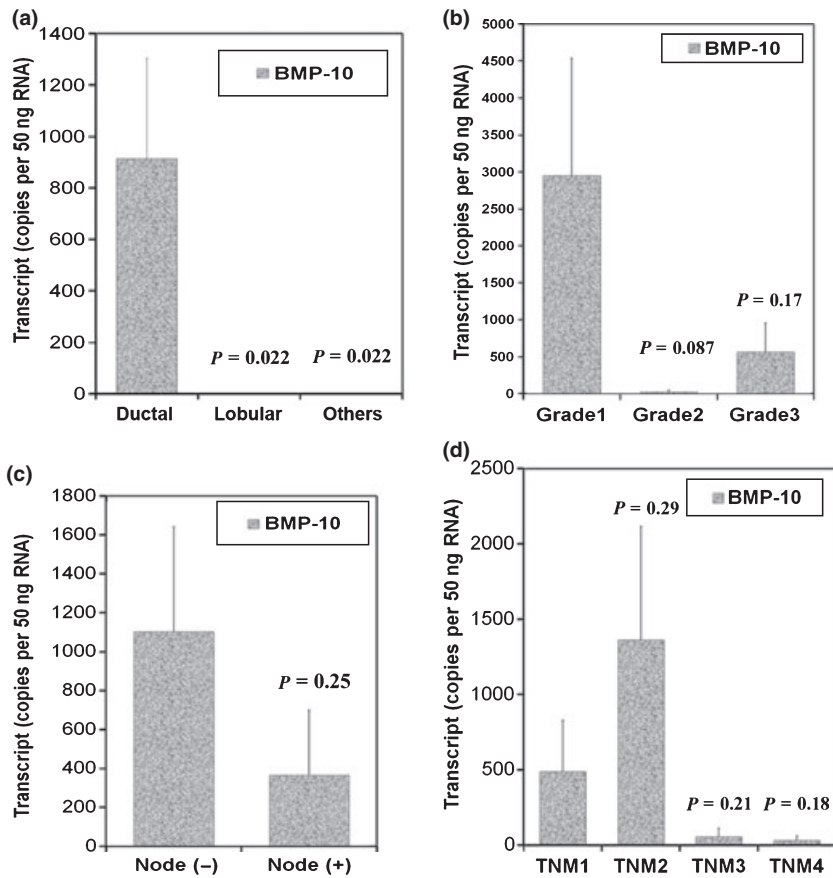 (a)
Transcript (copies per 50 ng RNA)
1400
1200
1000
800
600
400
200
0
BMP-10
P = 0.022
P = 0.022
Ductal Lobular Others
(b)
Transcript (copies per 50 ng RNA)
5000
4500
4000
3500
3000
2500
2000
1500
1000
500
0
BMP-10
P = 0.087
P = 0.17
Grade1 Grade2 Grade3
(c)
Transcript (copies per 50 ng RNA)
1800
1600
1400
1200
1000
800
600
400
200
0
BMP-10
P = 0.25
Node (–) Node (+)
(d)
Transcript (copies per 50 ng RNA)
2500
2000
1500
1000
500
0
BMP-10
P = 0.29
P = 0.21 P = 0.18
TNM1 TNM2 TNM3 TNM4